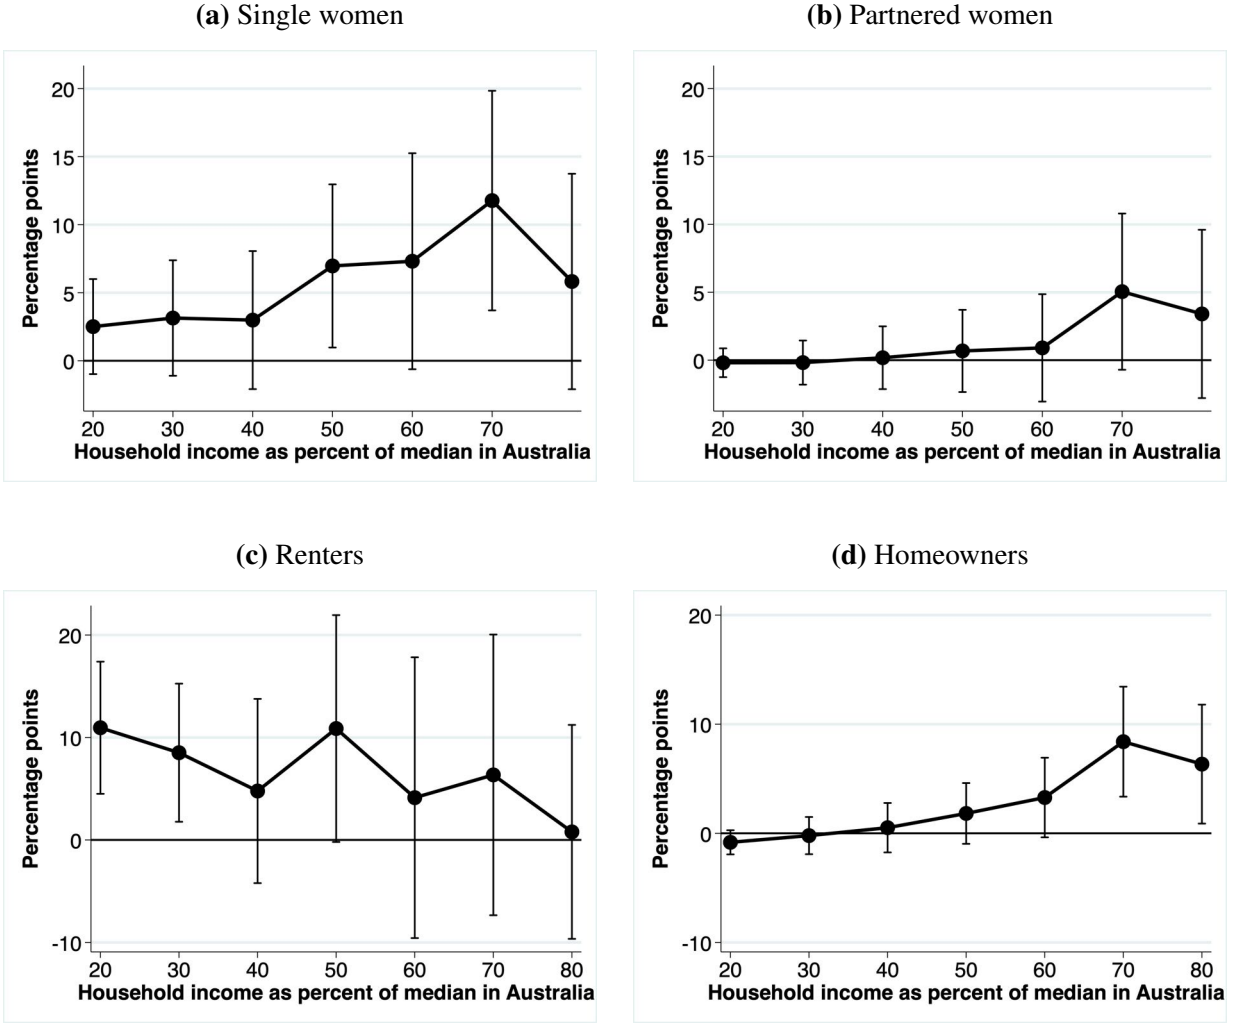 (a) Single women
Percentage points
20
15
10
5
0
20 30 40 50 60 70
Household income as percent of median in Australia
(b) Partnered women
Percentage points
20
15
10
5
0
20 30 40 50 60 70
Household income as percent of median in Australia
(c) Renters
Percentage points
20
10
0
-10
20 30 40 50 60 70 80
Household income as percent of median in Australia
(d) Homeowners
Percentage points
20
10
0
-10
20 30 40 50 60 70 80
Household income as percent of median in Australia